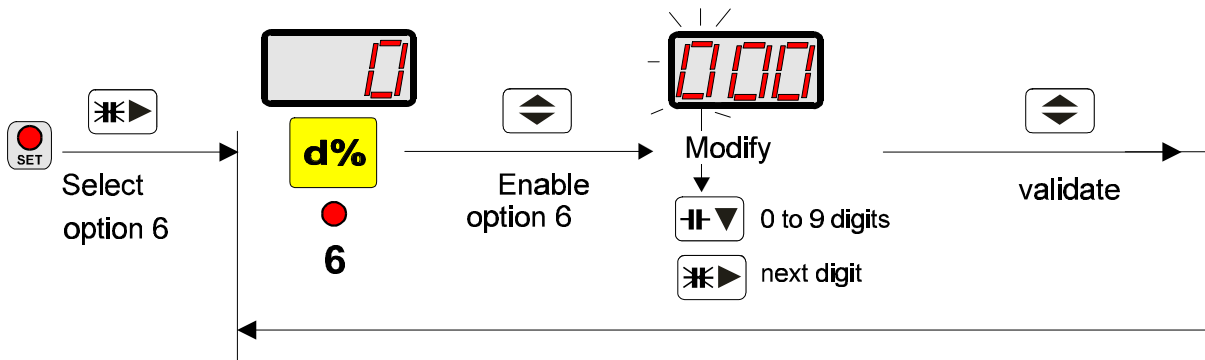 0
000
SET
d%
Modify
Select
option 6
Enable
option 6
validate
0 to 9 digits
6
next digit